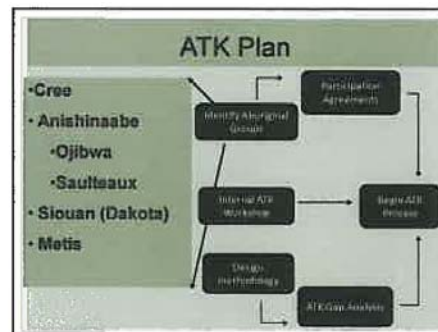 ATK Plan
•Cree
• Anishinaabe
•Ojibwa
•Saulteaux
• Siouan (Dakota)
• Metis
Identify Aboriginal
Groups
Participation
Agreements
Internal ATK
Workshop
Begin ATK
Process
Design
methodology
ATK Gap Analysis